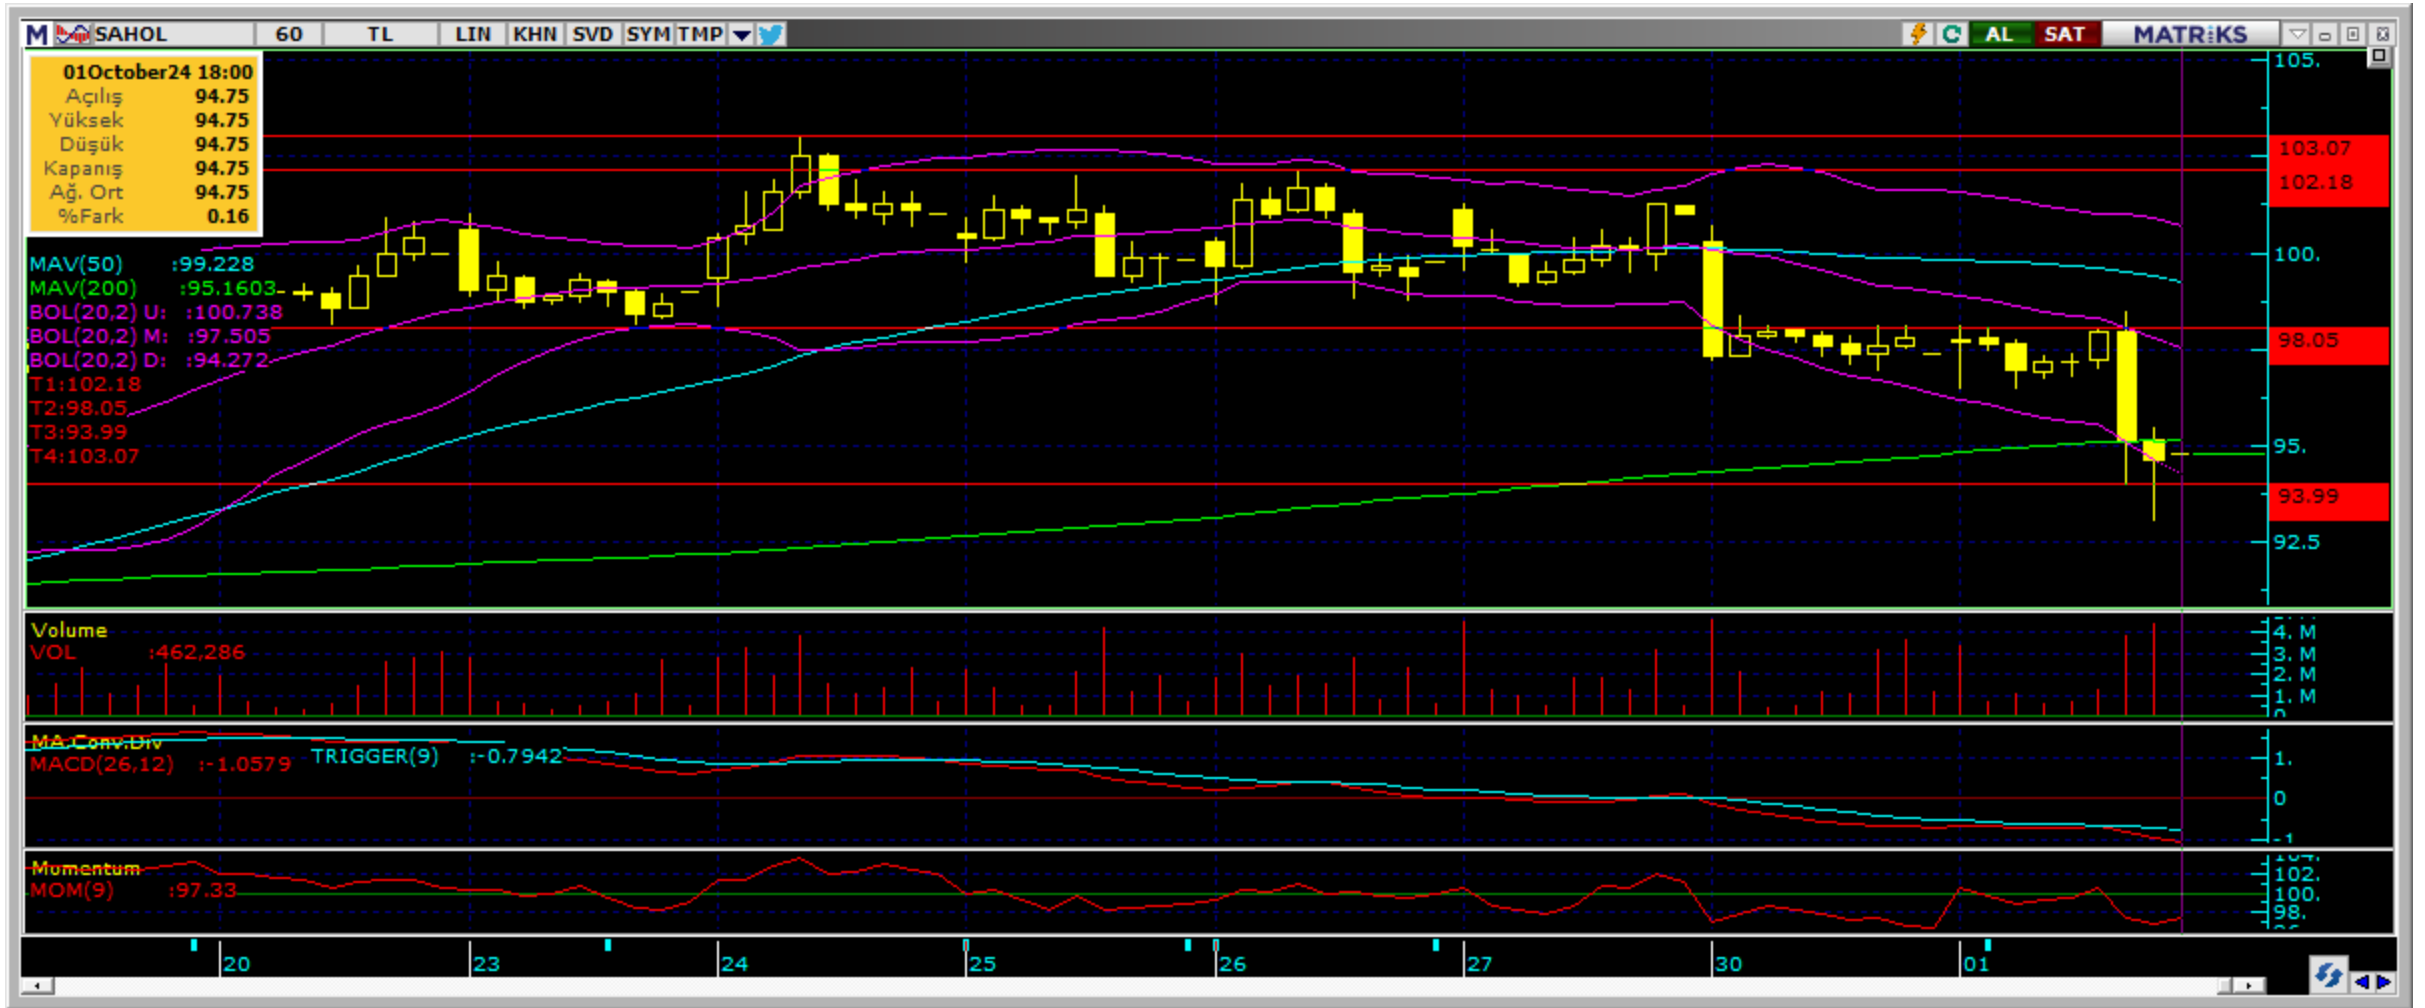 M SAHOL 60 TL LIN KHN SVD SYM TMP AL SAT MATRiKS
01October24 18:00
Açılış 94.75
Yüksek 94.75
Düşük 94.75
Kapanış 94.75
Ağ. Ort 94.75
%Fark 0.16
MAV(50) :99.228
MAV(200) :95.1603
BOL(20,2) U: :100.738
BOL(20,2) M: :97.505
BOL(20,2) D: :94.272
T1:102.18
T2:98.05
T3:93.99
T4:103.07
105.
103.07
102.18
100.
98.05
95.
93.99
92.5
Volume
VOL :462,286
4. M
3. M
2. M
1. M
0
MA.Conv.Div
MACD(26,12) :-1.0579 TRIGGER(9) :-0.7942
1.
0
-1
Momentum
MOM(9) :97.33
104.
102.
100.
98.
20 23 24 25 26 27 30 01